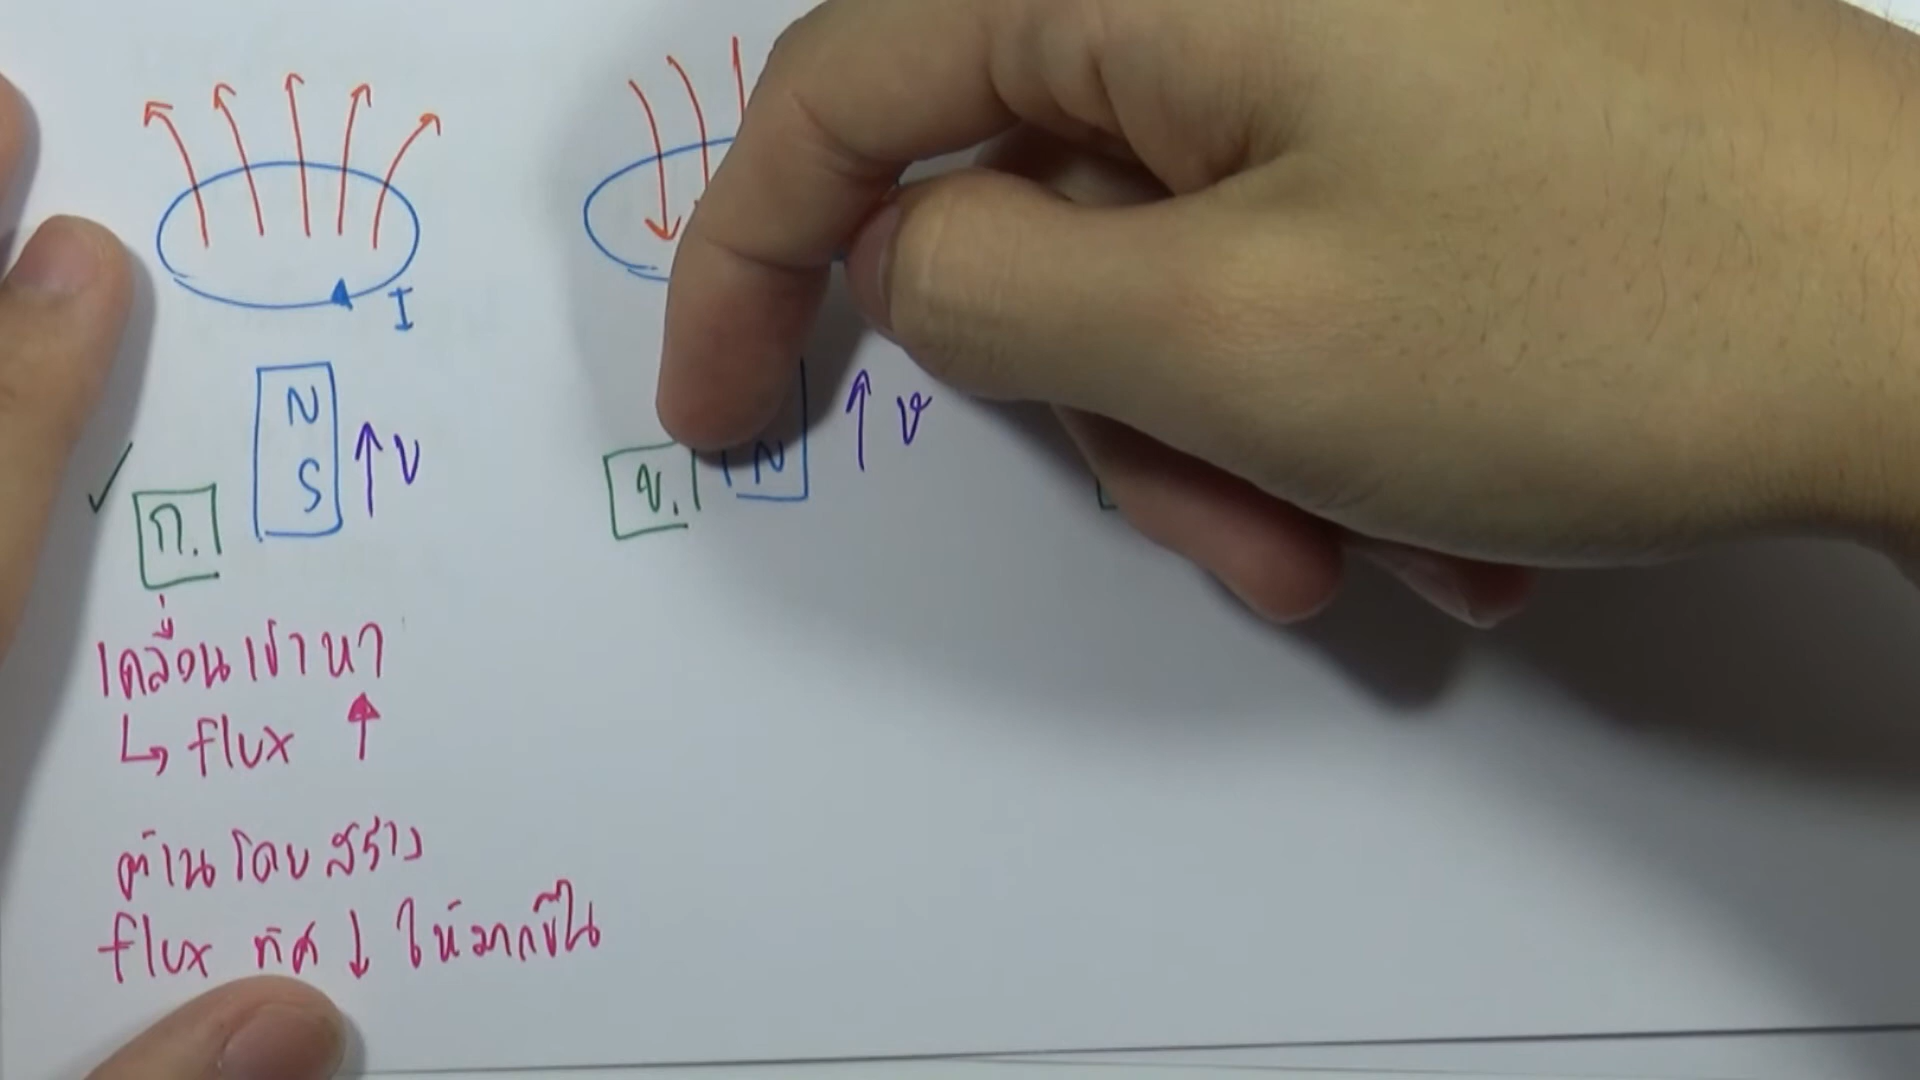 I
N
S
v
ก.
ข.
N
v
เคลื่อนเข้าหา
↳ flux ↑
ต้านโดยสร้าง
flux ทิศ ↓ ให้มากขึ้น